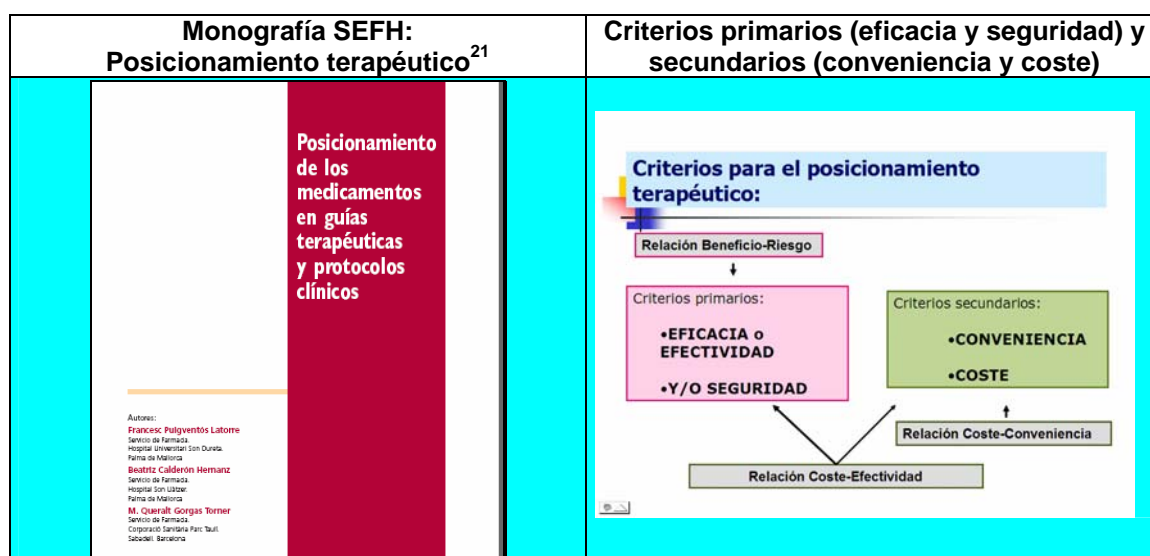 Monografía SEFH:
Posicionamiento terapéutico21
Criterios primarios (eficacia y seguridad) y
secundarios (conveniencia y coste)
Posicionamiento
de los
medicamentos
en guías
terapéuticas
y protocolos
clínicos
Autores:
Francesc Puigventós Latorre
Servicio de Farmacia.
Hospital Universitari Son Dureta.
Palma de Mallorca
Beatriz Calderón Hernanz
Servicio de Farmacia.
Hospital Son Llàtzer.
Palma de Mallorca
M. Queralt Gorgas Torner
Servicio de Farmacia.
Corporació Sanitària Parc Taulí.
Sabadell. Barcelona
Criterios para el posicionamiento
terapéutico:
Relación Beneficio-Riesgo
Criterios primarios:
•EFICACIA o
EFECTIVIDAD
•Y/O SEGURIDAD
Criterios secundarios:
•CONVENIENCIA
•COSTE
Relación Coste-Conveniencia
Relación Coste-Efectividad